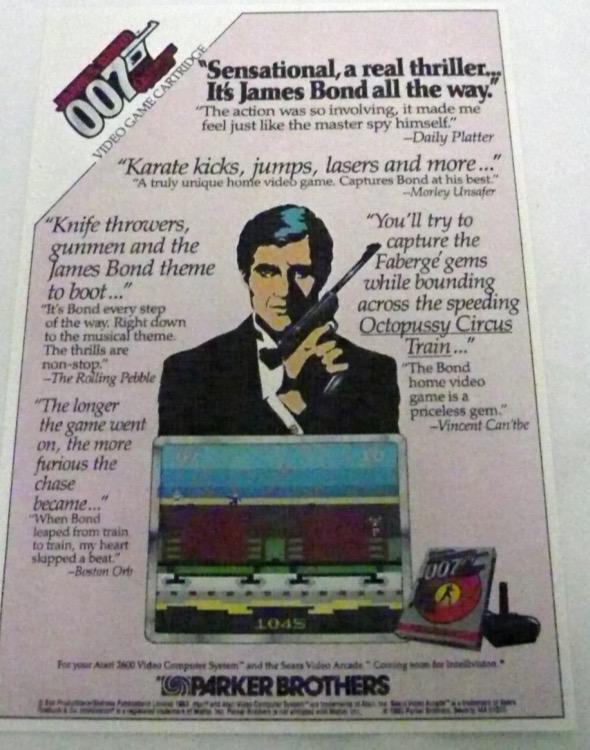 JAMES BOND
007
VIDEO GAME CARTRIDGE
"Sensational, a real thriller...
It's James Bond all the way."
"The action was so involving, it made me
feel just like the master spy himself."
–Daily Platter
"Karate kicks, jumps, lasers and more..."
"A truly unique home video game. Captures Bond at his best."
–Morley Unsafer
"Knife throwers,
gunmen and the
James Bond theme
to boot..."
"It's Bond every step
of the way. Right down
to the musical theme.
The thrills are
non-stop."
–The Rolling Pebble
"The longer
the game went
on, the more
furious the
chase
became..."
"When Bond
leaped from train
to train, my heart
skipped a beat."
–Boston Orb
"You'll try to
capture the
Fabergé gems
while bounding
across the speeding
Octopussy Circus
Train..."
"The Bond
home video
game is a
priceless gem."
–Vincent Can'tbe
1045
007
For your Atari 2600 Video Computer System™ and the Sears Video Arcade.™ Coming soon for Intellivision.®
PARKER BROTHERS